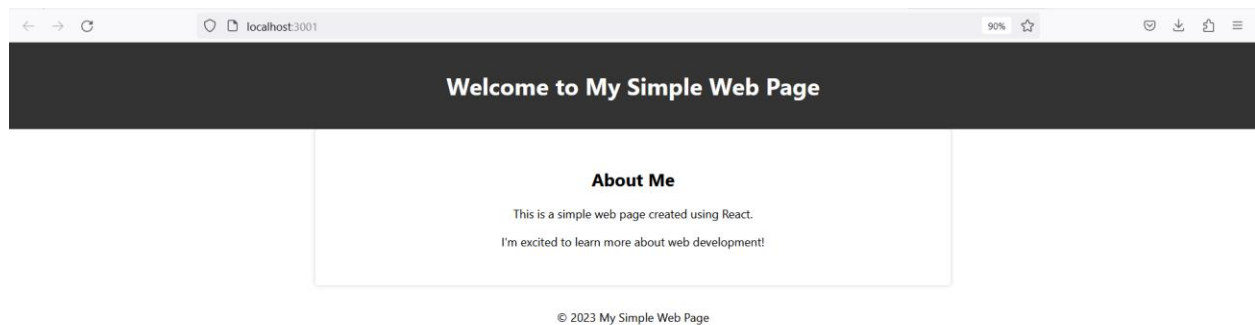 localhost:3001
90%
Welcome to My Simple Web Page
About Me
This is a simple web page created using React.
I'm excited to learn more about web development!
© 2023 My Simple Web Page